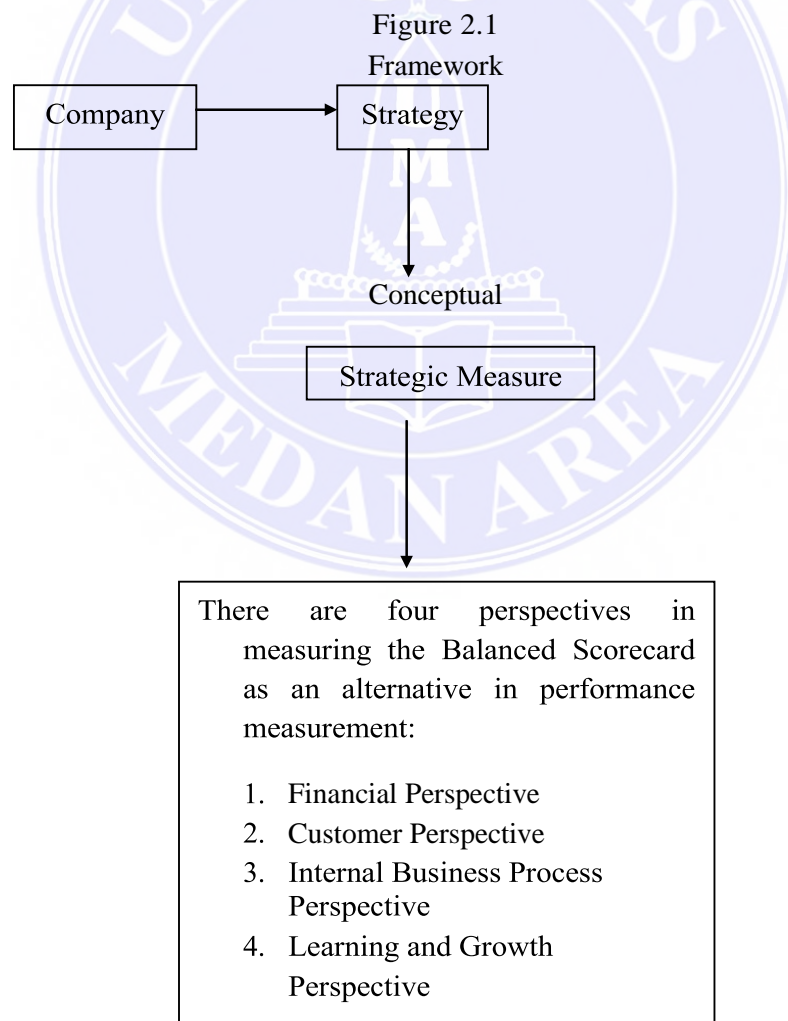 Figure 2.1
Framework
Company
Strategy
Conceptual
Strategic Measure
There are four perspectives in
measuring the Balanced Scorecard
as an alternative in performance
measurement:
1. Financial Perspective
2. Customer Perspective
3. Internal Business Process
Perspective
4. Learning and Growth
Perspective
U
M
A
MEDAN AREA